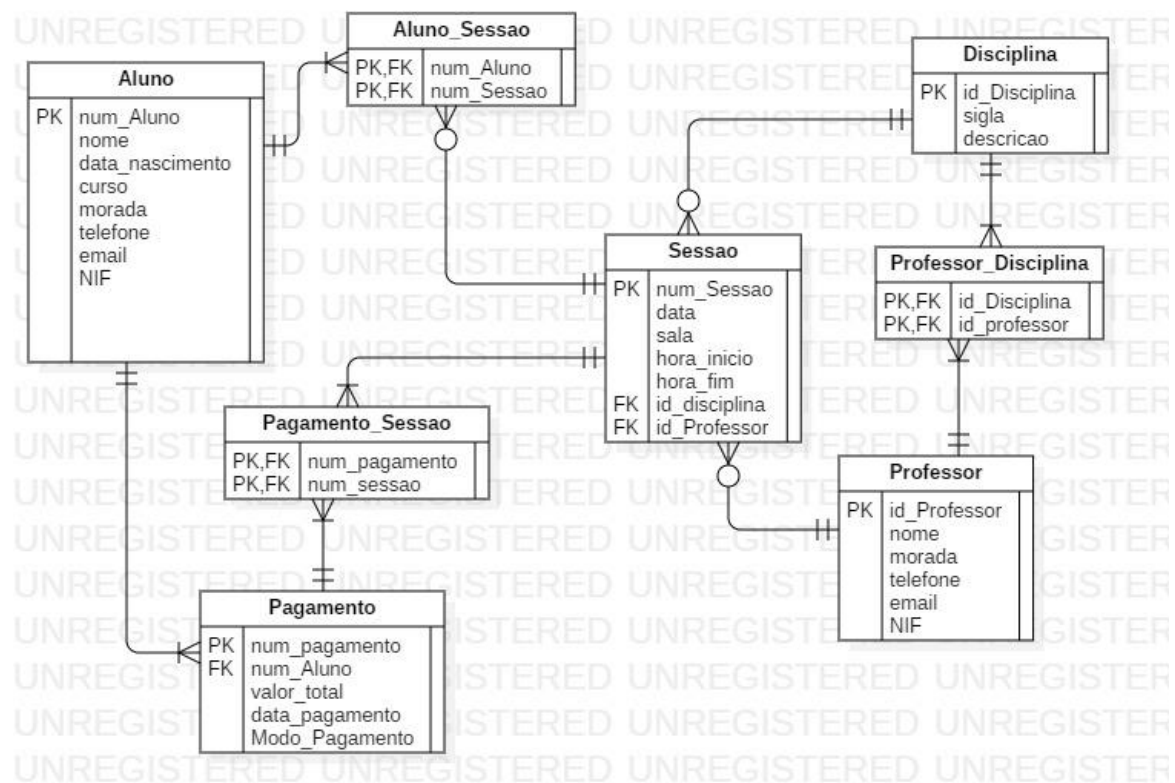 Aluno_Sessao
PK,FK num_Aluno
PK,FK num_Sessao
Aluno
PK num_Aluno
nome
data_nascimento
curso
morada
telefone
email
NIF
Disciplina
PK id_Disciplina
sigla
descricao
Sessao
PK num_Sessao
data
sala
hora_inicio
hora_fim
FK id_disciplina
FK id_Professor
Professor_Disciplina
PK,FK id_Disciplina
PK,FK id_professor
Pagamento_Sessao
PK,FK num_pagamento
PK,FK num_sessao
Professor
PK id_Professor
nome
morada
telefone
email
NIF
Pagamento
PK num_pagamento
FK num_Aluno
valor_total
data_pagamento
Modo_Pagamento
UNREGISTERED